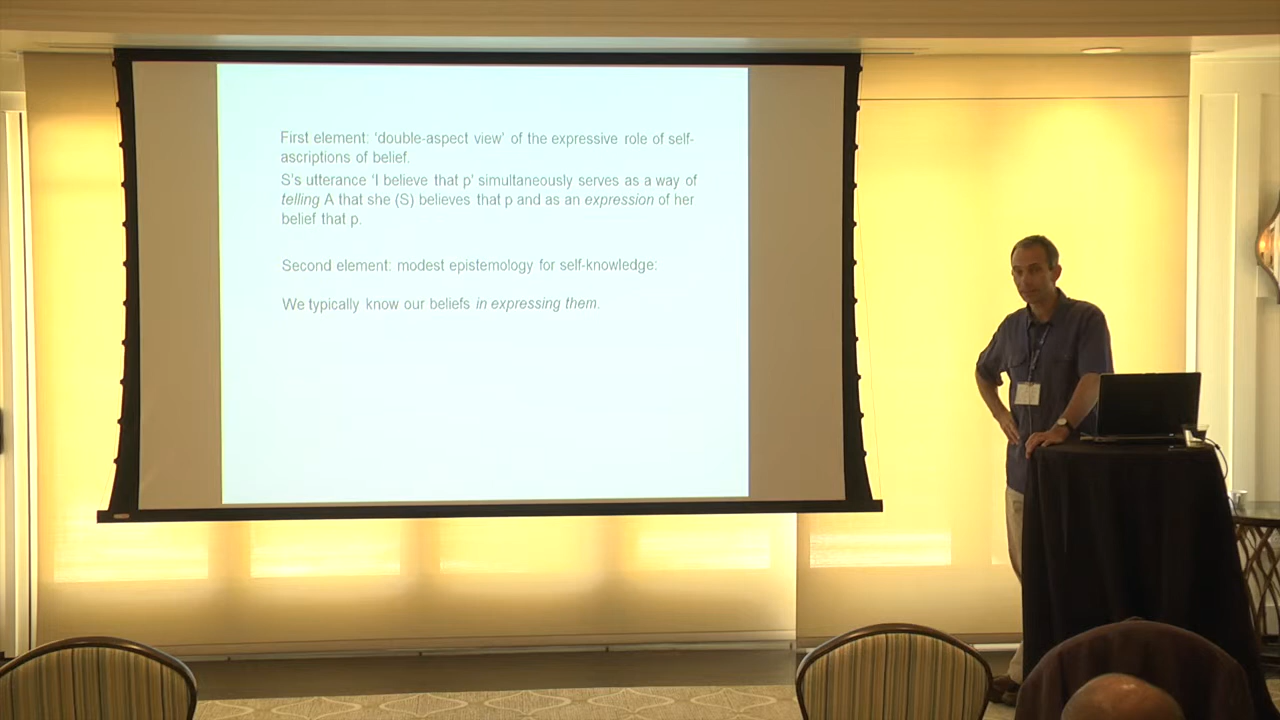 First element: ‘double-aspect view’ of the expressive role of self-
ascriptions of belief.
S’s utterance ‘I believe that p’ simultaneously serves as a way of
telling A that she (S) believes that p and as an expression of her
belief that p.
Second element: modest epistemology for self-knowledge:
We typically know our beliefs in expressing them.